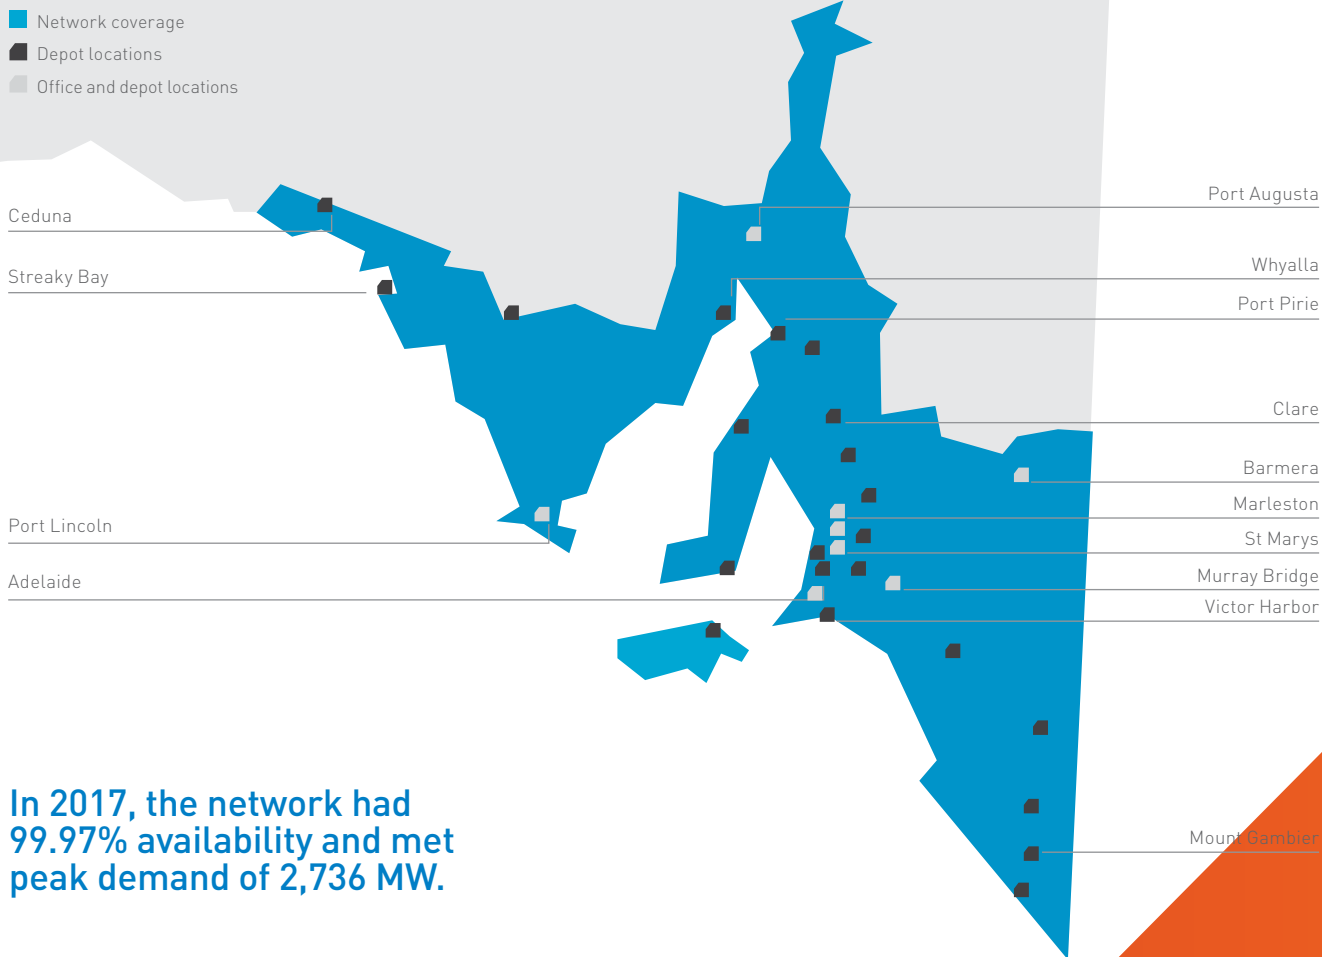 Network coverage
Depot locations
Office and depot locations
Ceduna
Streaky Bay
Port Lincoln
Adelaide
Port Augusta
Whyalla
Port Pirie
Clare
Barmera
Marleston
St Marys
Murray Bridge
Victor Harbor
Mount Gambier
In 2017, the network had
99.97% availability and met
peak demand of 2,736 MW.